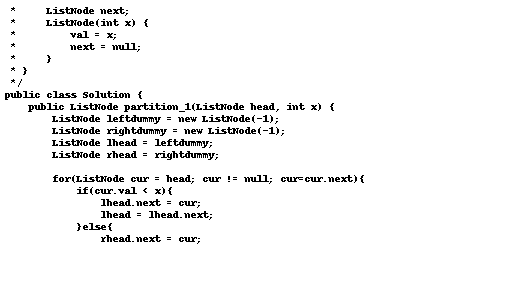 *     ListNode next;
 *     ListNode(int x) {
 *         val = x;
 *         next = null;
 *     }
 * }
 */
public class Solution {
    public ListNode partition_1(ListNode head, int x) {
        ListNode leftdummy = new ListNode(-1);
        ListNode rightdummy = new ListNode(-1);
        ListNode lhead = leftdummy;
        ListNode rhead = rightdummy;

        for(ListNode cur = head; cur != null; cur=cur.next){
            if(cur.val < x){
                lhead.next = cur;
                lhead = lhead.next;
            }else{
                rhead.next = cur;